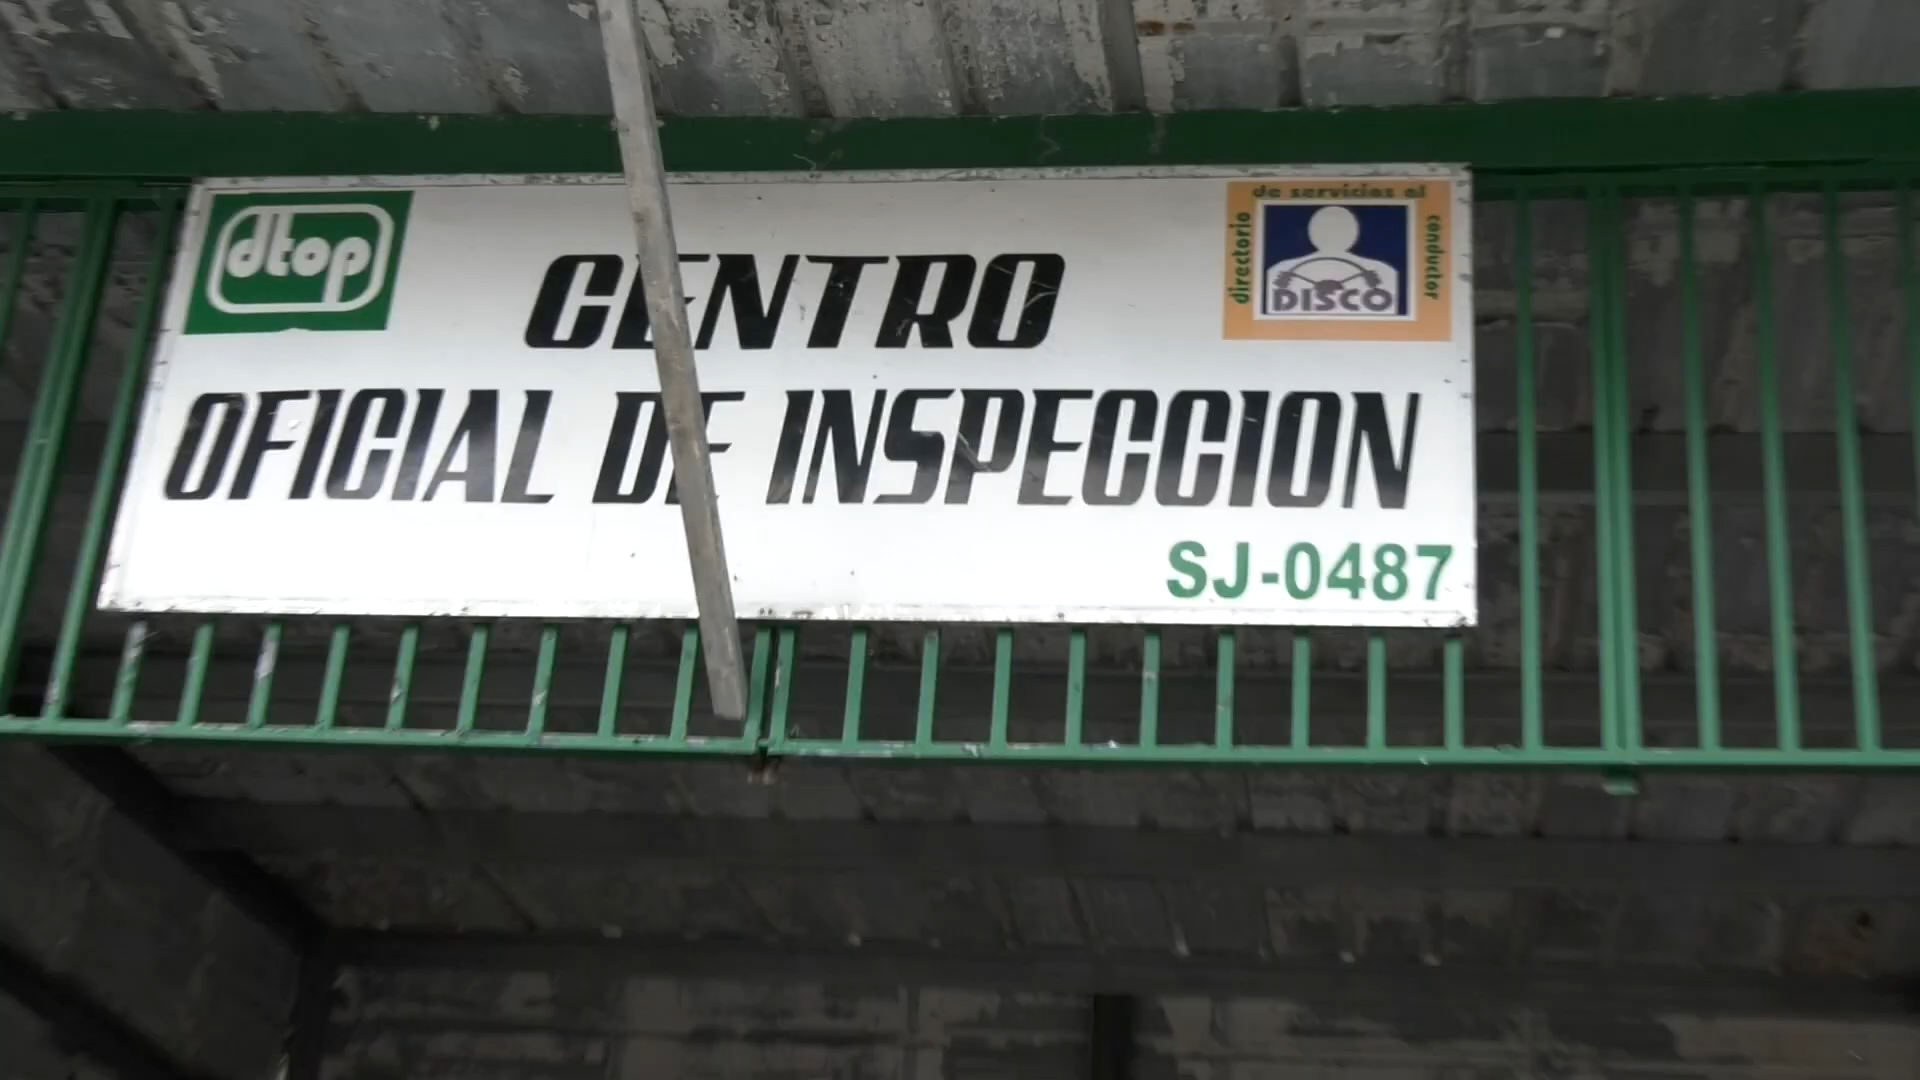 dtop
de servicios al
directorio
conductor
DISCO
CENTRO
OFICIAL DE INSPECCION
SJ-0487